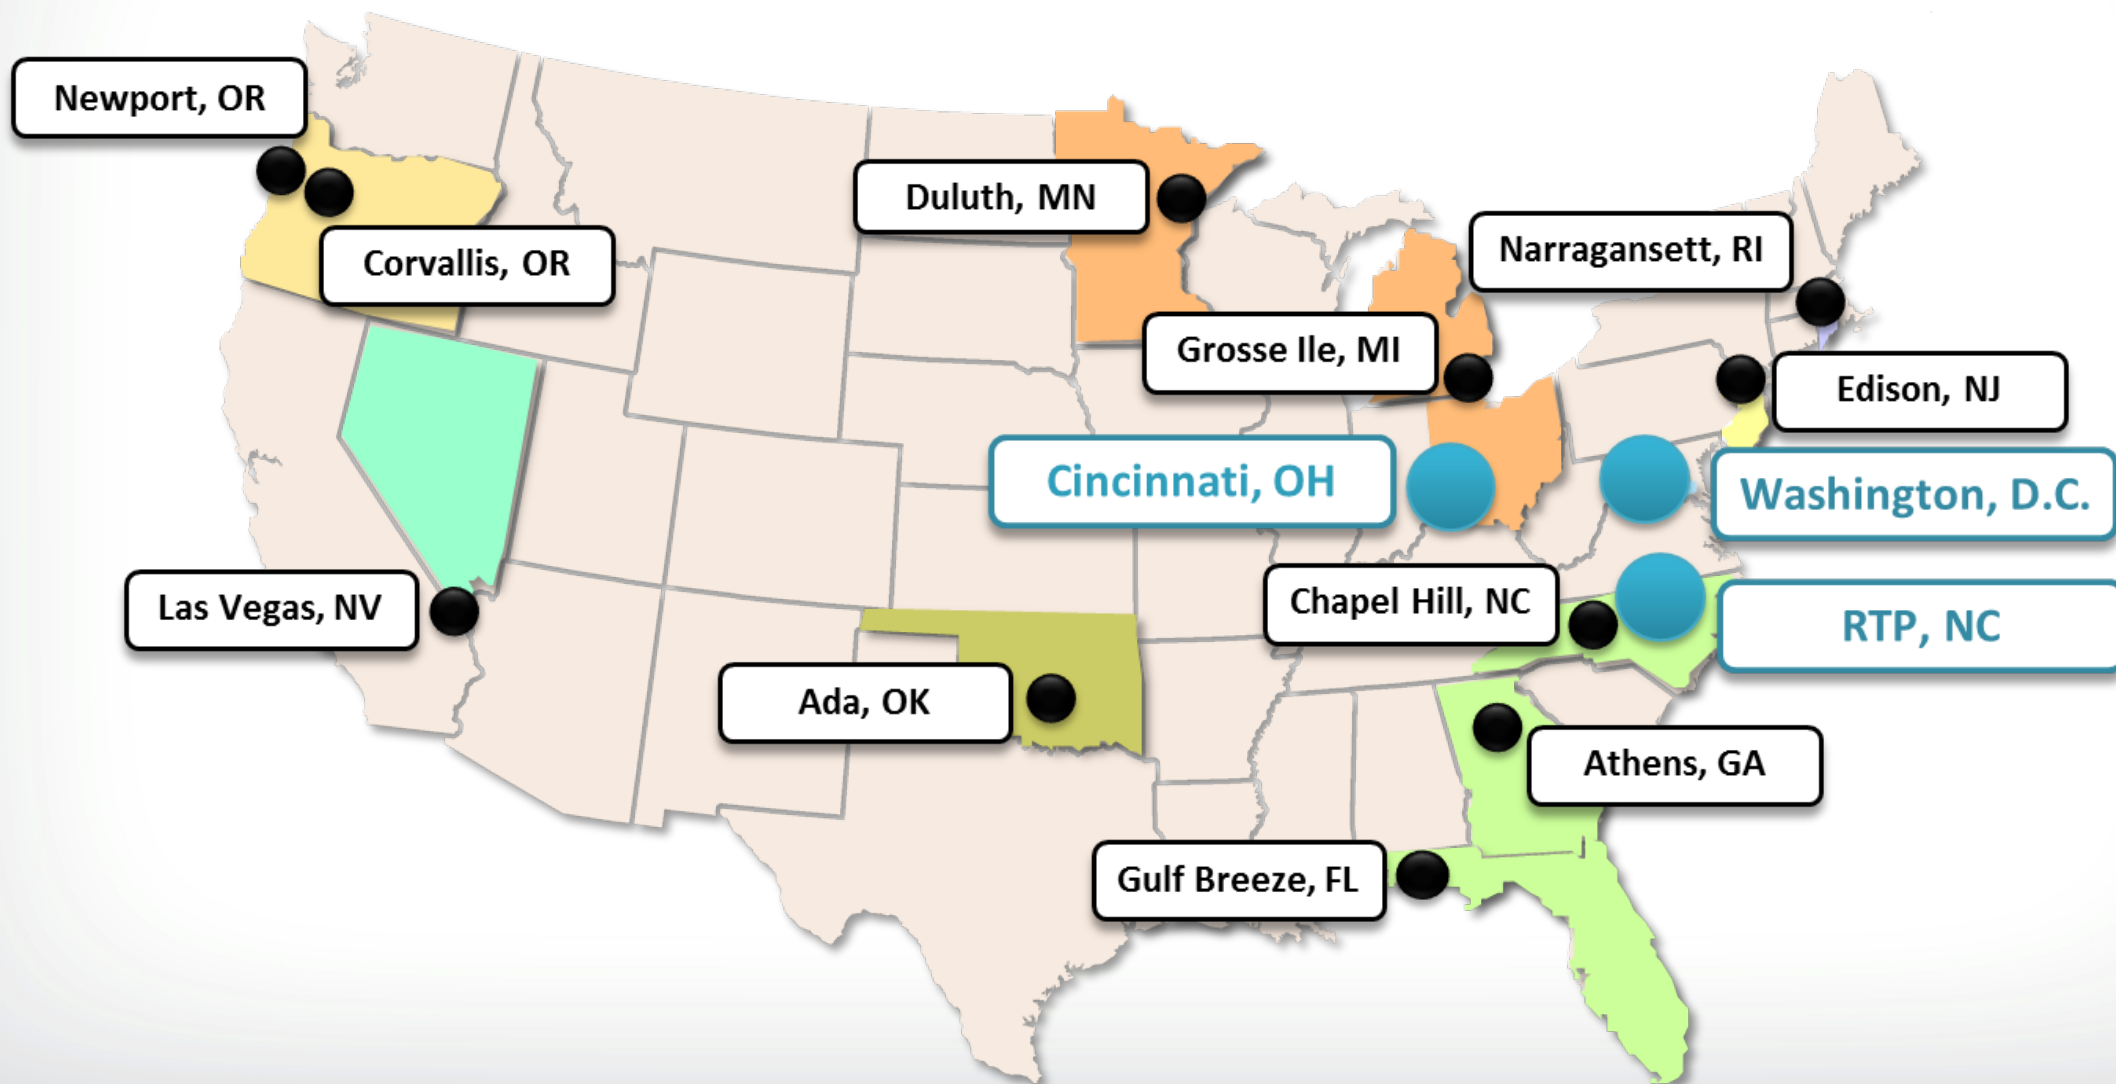 Newport, OR
Corvallis, OR
Duluth, MN
Narragansett, RI
Grosse Ile, MI
Edison, NJ
Cincinnati, OH
Washington, D.C.
Las Vegas, NV
Chapel Hill, NC
RTP, NC
Ada, OK
Athens, GA
Gulf Breeze, FL